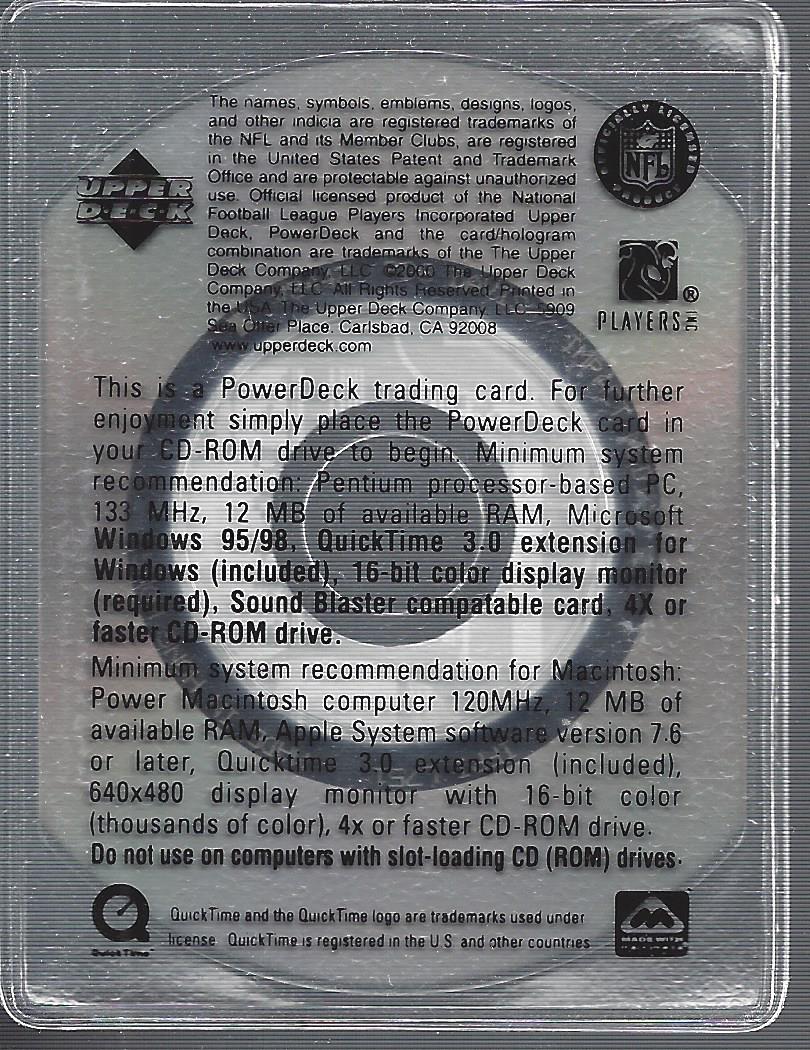 The names, symbols, emblems, designs, logos,
and other indicia are registered trademarks of
the NFL and its Member Clubs, are registered
in the United States Patent and Trademark
Office and are protectable against unauthorized
use. Official licensed product of the National
Football League Players Incorporated Upper
Deck, PowerDeck and the card/hologram
combination are trademarks of the The Upper
Deck Company, LLC ©2000 The Upper Deck
Company, LLC All Rights Reserved Printed in
the USA The Upper Deck Company, LLC 5909
Sea Otter Place. Carlsbad, CA 92008
www.upperdeck.com
UPPER
D·E·C·K
OFFICIALLY LICENSED
NFL
PRODUCT
®
PLAYERS INC
This is a PowerDeck trading card. For further
enjoyment simply place the PowerDeck card in
your CD-ROM drive to begin. Minimum system
recommendation: Pentium processor-based PC,
133 MHz, 12 MB of available RAM, Microsoft
Windows 95/98, QuickTime 3.0 extension for
Windows (included), 16-bit color display monitor
(required), Sound Blaster compatable card, 4X or
faster CD-ROM drive.
Minimum system recommendation for Macintosh:
Power Macintosh computer 120MHz, 12 MB of
available RAM, Apple System software version 7.6
or later, Quicktime 3.0 extension (included),
640x480 display monitor with 16-bit color
(thousands of color), 4x or faster CD-ROM drive.
Do not use on computers with slot-loading CD (ROM) drives.
QuickTime™
QuickTime and the QuickTime logo are trademarks used under
license QuickTime is registered in the U.S. and other countries
MADE WITH